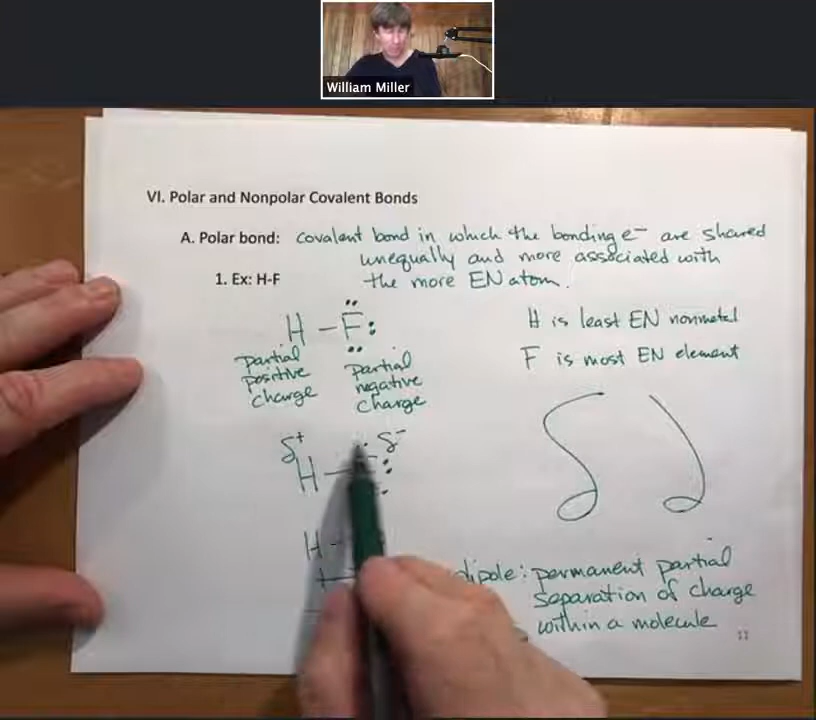 William Miller
VI. Polar and Nonpolar Covalent Bonds
A. Polar bond: covalent bond in which the bonding e⁻ are shared
unequally and more associated with
1. Ex: H-F the more EN atom.
H – F:
H is least EN nonmetal
F is most EN element
partial positive charge
partial negative charge
δ⁺ δ⁻
H –
H –
dipole: permanent partial
separation of charge
within a molecule
11